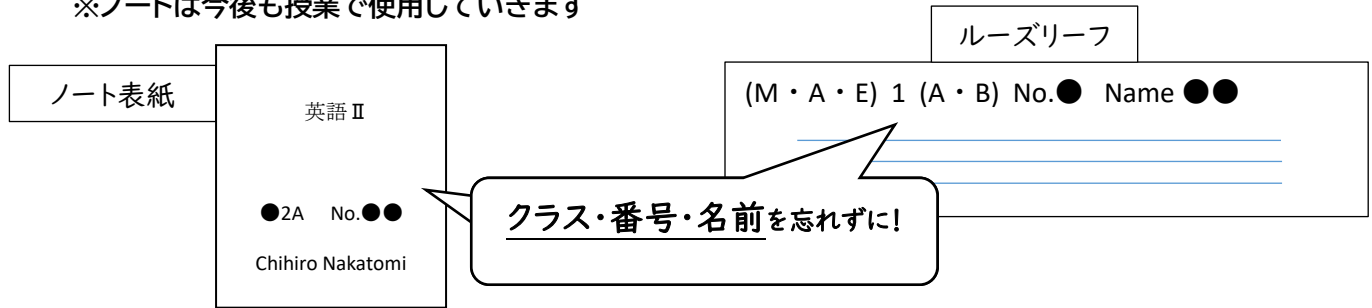 ※ノートは今後も授業で使用していきます
ルーズリーフ
ノート表紙
(M・A・E) 1 (A・B) No.● Name ●●
英語Ⅱ
●2A No.●●
Chihiro Nakatomi
クラス・番号・名前を忘れずに!